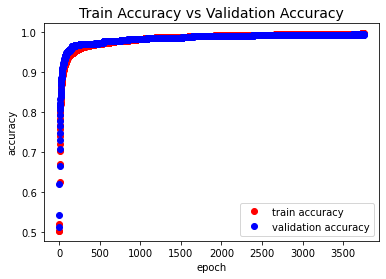 Train Accuracy vs Validation Accuracy
1.0
0.9
0.8
0.7
0.6
0.5
accuracy
train accuracy
validation accuracy
0 500 1000 1500 2000 2500 3000 3500
epoch